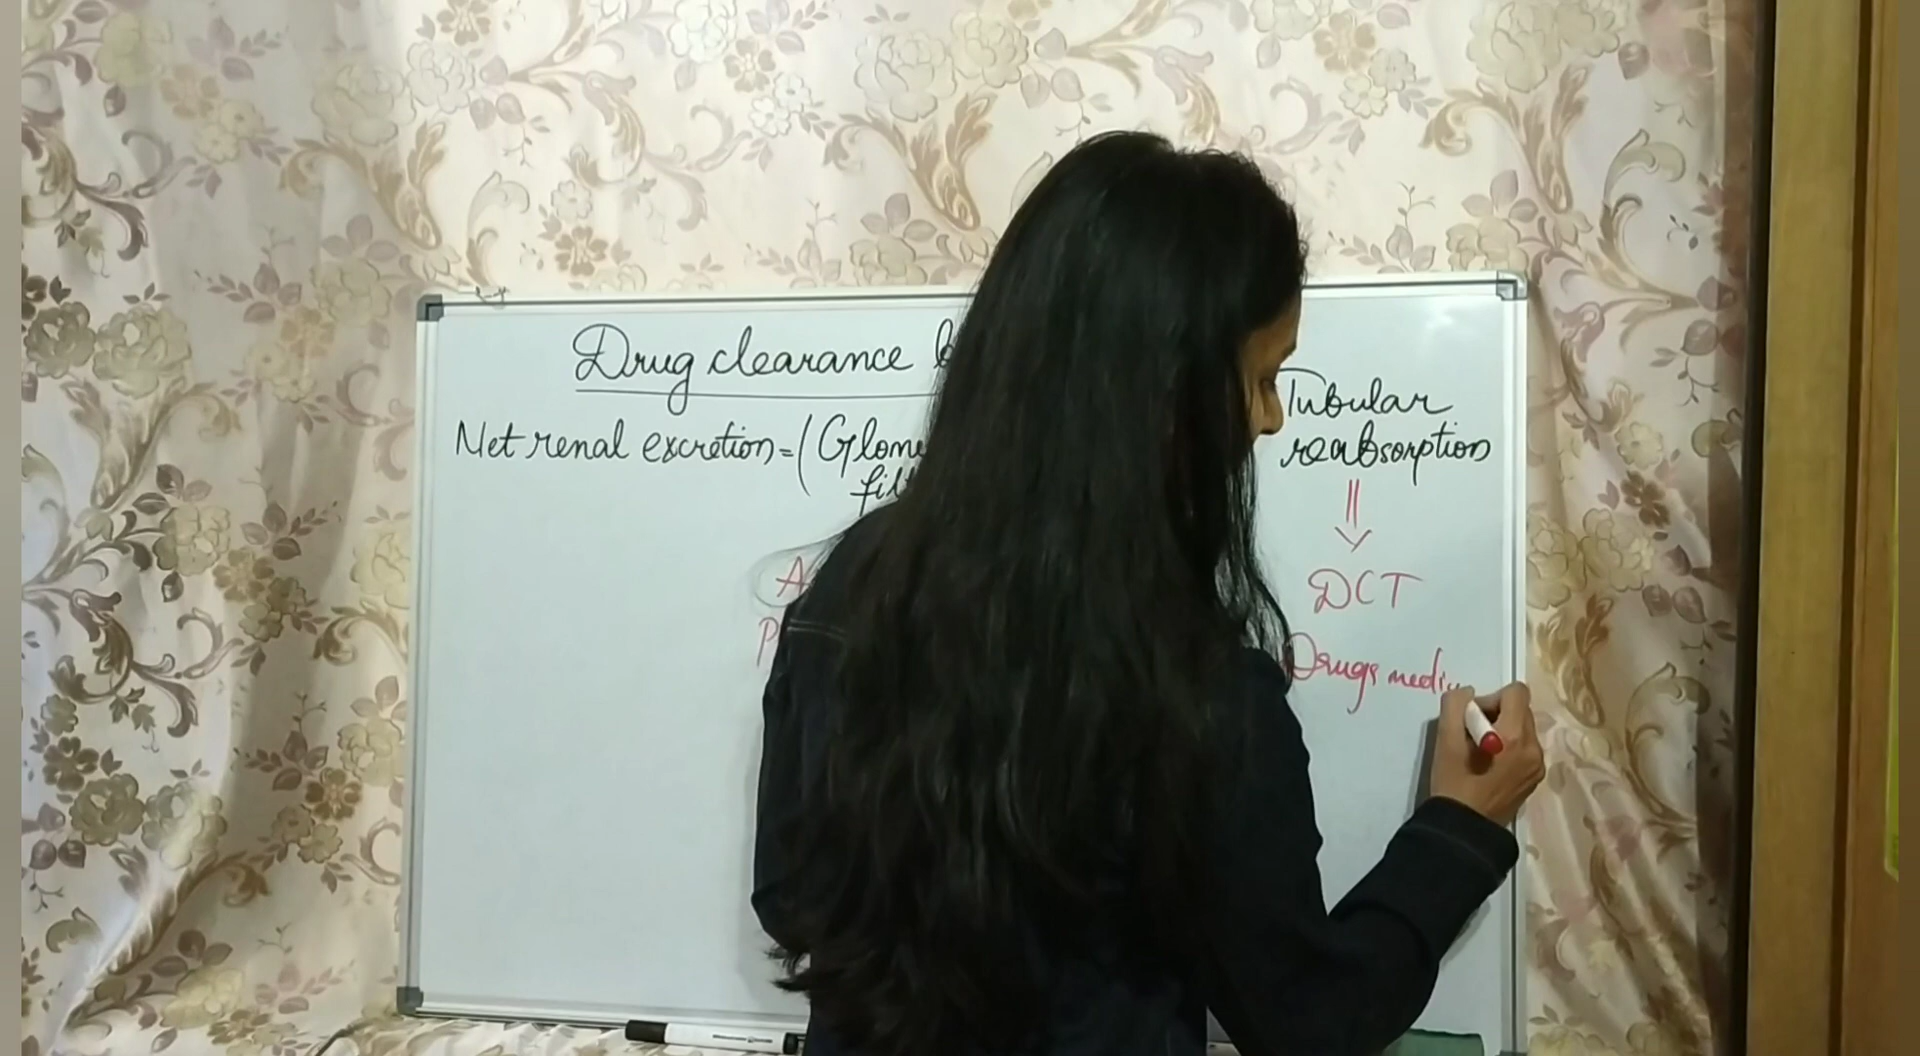 Drug clearance
Net renal excretion = (Glome
fil
Tubular
reabsorption
DCT
Drugs medi
A
P